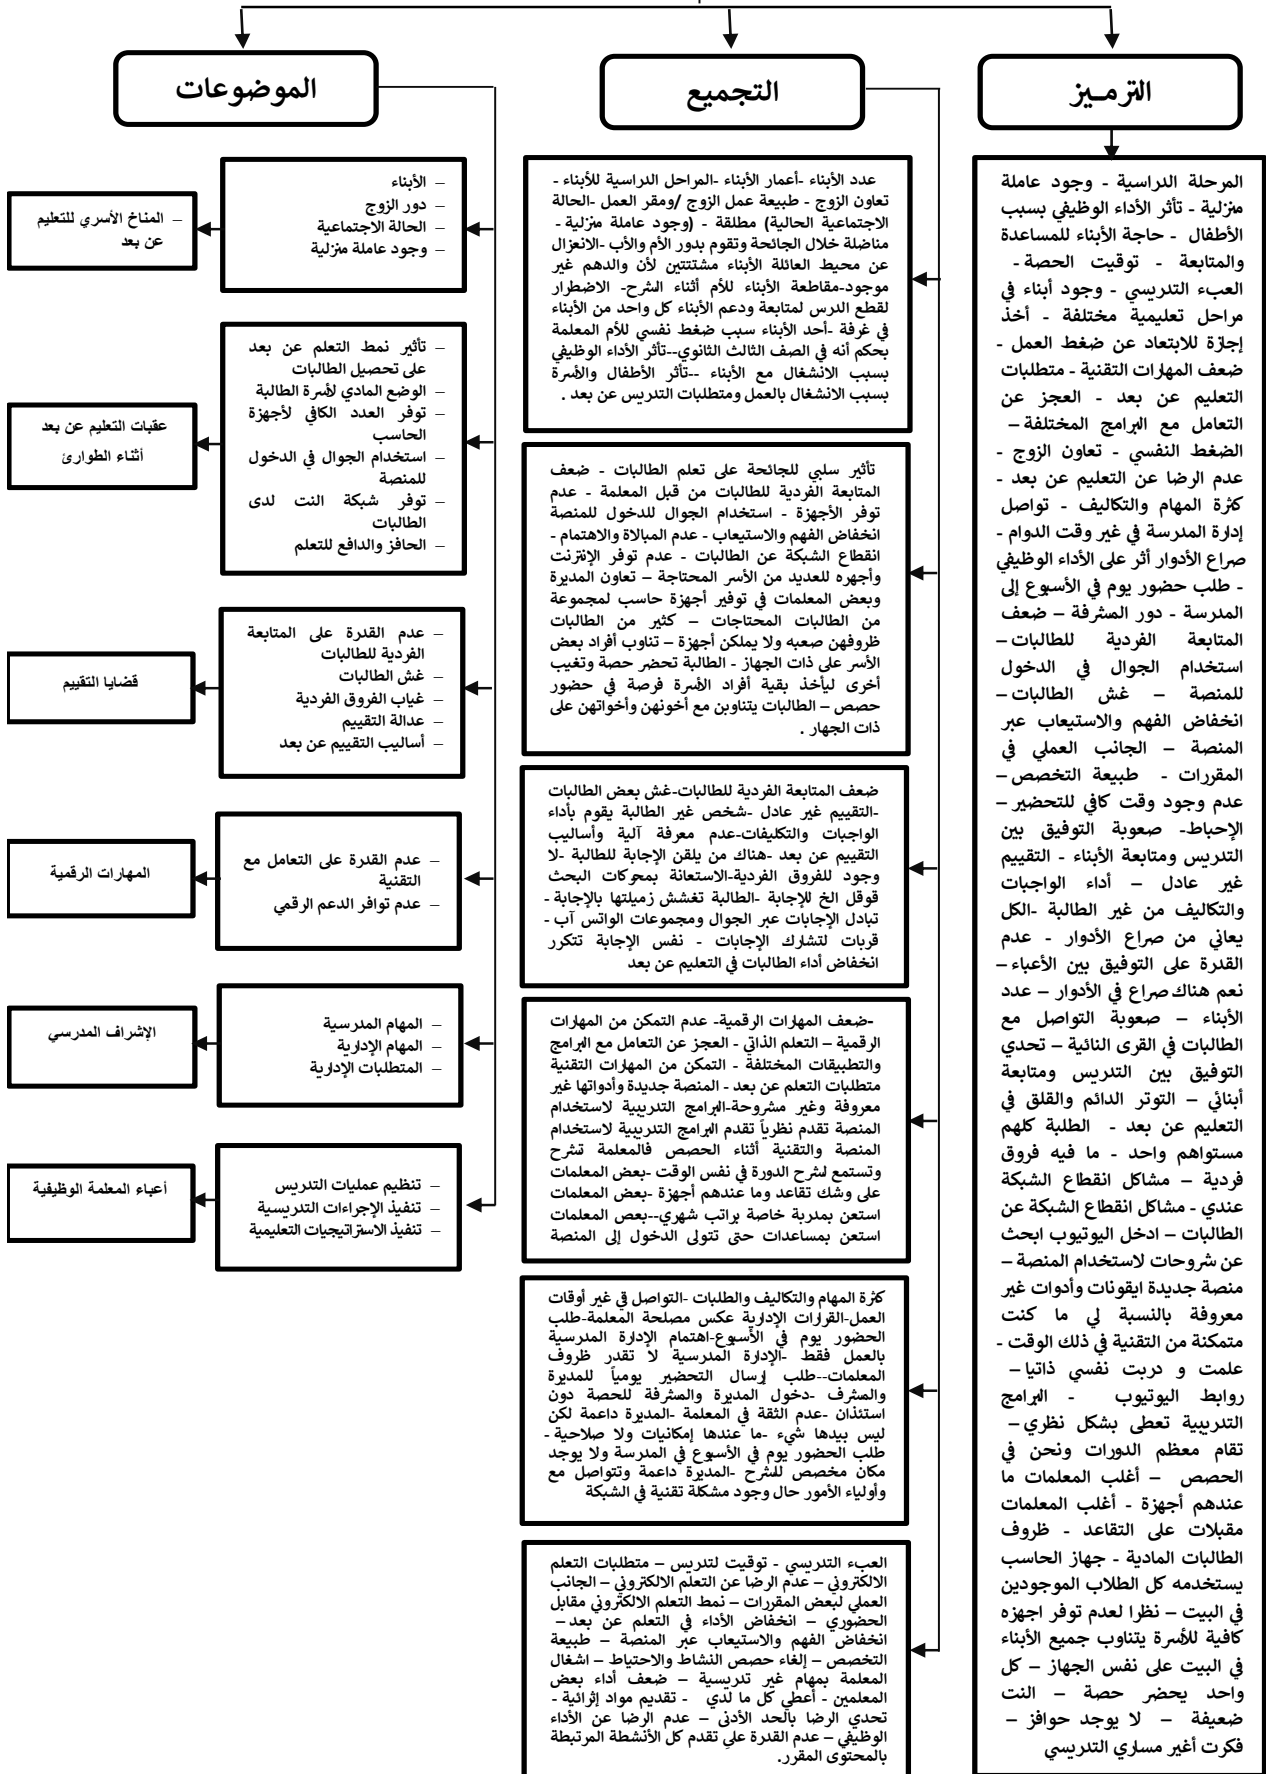 الترميز
المرحلة الدراسية - وجود عاملة
منزلية - تأثر الأداء الوظيفي بسبب
الأطفال - حاجة الأبناء للمساعدة
والمتابعة - توقيت الحصة -
العبء التدريسي - وجود أبناء في
مراحل تعليمية مختلفة - أخذ
إجازة للابتعاد عن ضغط العمل -
ضعف المهارات التقنية - متطلبات
التعليم عن بعد - العجز عن
التعامل مع البرامج المختلفة –
الضغط النفسي - تعاون الزوج -
عدم الرضا عن التعليم عن بعد -
كثرة المهام والتكاليف - تواصل
إدارة المدرسة في غير وقت الدوام -
صراع الأدوار أثر على الأداء الوظيفي
- طلب حضور يوم في الأسبوع إلى
المدرسة - دور المشرفة – ضعف
المتابعة الفردية للطالبات –
استخدام الجوال في الدخول
للمنصة – غش الطالبات –
انخفاض الفهم والاستيعاب عبر
المنصة – الجانب العملي في
المقررات - طبيعة التخصص –
عدم وجود وقت كافي للتحضير –
الإحباط- صعوبة التوفيق بين
التدريس ومتابعة الأبناء - التقييم
غير عادل – أداء الواجبات
والتكاليف من غير الطالبة -الكل
يعاني من صراع الأدوار - عدم
القدرة على التوفيق بين الأعباء –
نعم هناك صراع في الأدوار – عدد
الأبناء – صعوبة التواصل مع
الطالبات في القرى النائية – تحدي
التوفيق بين التدريس ومتابعة
أبنائي – التوتر الدائم والقلق في
التعليم عن بعد - الطلبة كلهم
مستواهم واحد - ما فيه فروق
فردية – مشاكل انقطاع الشبكة
عندي - مشاكل انقطاع الشبكة عن
الطالبات – ادخل اليوتيوب ابحث
عن شروحات لاستخدام المنصة –
منصة جديدة ايقونات وأدوات غير
معروفة بالنسبة لي ما كنت
متمكنة من التقنية في ذلك الوقت -
علمت و دربت نفسي ذاتيا –
روابط اليوتيوب - البرامج
التدريبية تعطى بشكل نظري –
تقام معظم الدورات ونحن في
الحصص – أغلب المعلمات ما
عندهم أجهزة - أغلب المعلمات
مقبلات على التقاعد - ظروف
الطالبات المادية - جهاز الحاسب
يستخدمه كل الطلاب الموجودين
في البيت – نظرا لعدم توفر اجهزه
كافية للأسرة يتناوب جميع الأبناء
في البيت على نفس الجهاز – كل
واحد يحضر حصة – النت
ضعيفة – لا يوجد حوافز –
فكرت أغير مساري التدريسي
التجميع
عدد الأبناء -أعمار الأبناء -المراحل الدراسية للأبناء -
تعاون الزوج - طبيعة عمل الزوج /ومقر العمل -الحالة
الاجتماعية الحالية) مطلقة - (وجود عاملة منزلية -
مناضلة خلال الجائحة وتقوم بدور الأم والأب -الانعزال
عن محيط العائلة الأبناء مشتتتين لأن والدهم غير
موجود-مقاطعة الأبناء للأم أثناء الشرح- الاضطرار
لقطع الدرس لمتابعة ودعم الأبناء كل واحد من الأبناء
في غرفة -أحد الأبناء سبب ضغط نفسي للأم المعلمة
بحكم أنه في الصف الثالث الثانوي--تأثر الأداء الوظيفي
بسبب الانشغال مع الأبناء --تأثر الأطفال والأسرة
بسبب الانشغال بالعمل ومتطلبات التدريس عن بعد .
تأثير سلبي للجائحة على تعلم الطالبات - ضعف
المتابعة الفردية للطالبات من قبل المعلمة - عدم
توفر الأجهزة - استخدام الجوال للدخول للمنصة
انخفاض الفهم والاستيعاب - عدم المبالاة والاهتمام -
انقطاع الشبكة عن الطالبات - عدم توفر الإنترنت
وأجهره للعديد من الأسر المحتاجة – تعاون المديرة
وبعض المعلمات في توفير أجهزة حاسب لمجموعة
من الطالبات المحتاجات – كثير من الطالبات
ظروفهن صعبه ولا يملكن أجهزة – تناوب أفراد بعض
الأسر على ذات الجهاز - الطالبة تحضر حصة وتغيب
أخرى ليأخذ بقية أفراد الأسرة فرصة في حضور
حصص – الطالبات يتناوبن مع أخونهن وأخواتهن على
ذات الجهار .
ضعف المتابعة الفردية للطالبات-غش بعض الطالبات
-التقييم غير عادل -شخص غير الطالبة يقوم بأداء
الواجبات والتكليفات-عدم معرفة آلية وأساليب
التقييم عن بعد -هناك من يلقن الإجابة للطالبة -لا
وجود للفروق الفردية-الاستعانة بمحركات البحث
قوقل الخ للإجابة -الطالبة تغشش زميلتها بالإجابة -
تبادل الإجابات عبر الجوال ومجموعات الواتس آب -
قربات لتشارك الإجابات - نفس الإجابة تتكرر
انخفاض أداء الطالبات في التعليم عن بعد
-ضعف المهارات الرقمية- عدم التمكن من المهارات
الرقمية – التعلم الذاتي - العجز عن التعامل مع البرامج
والتطبيقات المختلفة - التمكن من المهارات التقنية
متطلبات التعلم عن بعد - المنصة جديدة وأدواتها غير
معروفة وغير مشروحة-البرامج التدريبية لاستخدام
المنصة تقدم نظرياً تقدم البرامج التدريبية لاستخدام
المنصة والتقنية أثناء الحصص فالمعلمة تشرح
وتستمع لشرح الدورة في نفس الوقت -بعض المعلمات
على وشك تقاعد وما عندهم أجهزة -بعض المعلمات
استعن بمدربة خاصة براتب شهري--بعص المعلمات
استعن بمساعدات حتى تتولى الدخول إلى المنصة
كثرة المهام والتكاليف والطلبات -التواصل في غير أوقات
العمل-القرارات الإدارية عكس مصلحة المعلمة-طلب
الحضور يوم في الأسبوع-اهتمام الإدارة المدرسية
بالعمل فقط -الإدارة المدرسية لا تقدر ظروف
المعلمات--طلب إرسال التحضير يومياً للمديرة
والمشرف -دخول المديرة والمشرفة للحصة دون
استئذان -عدم الثقة في المعلمة -المديرة داعمة لكن
ليس بيدها شيء -ما عندها إمكانيات ولا صلاحية -
طلب الحضور يوم في الأسبوع في المدرسة ولا يوجد
مكان مخصص للشرح -المديرة داعمة وتتواصل مع
وأولياء الأمور حال وجود مشكلة تقنية في الشبكة
العبء التدريسي - توقيت لتدريس – متطلبات التعلم
الالكتروني – عدم الرضا عن التعلم الالكتروني – الجانب
العملي لبعض المقررات – نمط التعلم الالكتروني مقابل
الحضوري – انخفاض الأداء في التعلم عن بعد –
انخفاض الفهم والاستيعاب عبر المنصة – طبيعة
التخصص – إلغاء حصص النشاط والاحتياط – اشغال
المعلمة بمهام غير تدريسية – ضعف أداء بعض
المعلمين - أعطي كل ما لدي - تقديم مواد إثرائية -
تحدي الرضا بالحد الأدنى – عدم الرضا عن الأداء
الوظيفي – عدم القدرة على تقدم كل الأنشطة المرتبطة
بالمحتوى المقرر.
الموضوعات
– الأبناء
– دور الزوج
– الحالة الاجتماعية
– وجود عاملة منزلية
– المناخ الأسري للتعليم
عن بعد
– تأثير نمط التعلم عن بعد
على تحصيل الطالبات
– الوضع المادي لأسرة الطالبة
– توفر العدد الكافي لأجهزة
الحاسب
– استخدام الجوال في الدخول
للمنصة
– توفر شبكة النت لدى
الطالبات
– الحافز والدافع للتعلم
عقبات التعليم عن بعد
أثناء الطوارئ
– عدم القدرة على المتابعة
الفردية للطالبات
– غش الطالبات
– غياب الفروق الفردية
– عدالة التقييم
– أساليب التقييم عن بعد
قضايا التقييم
– عدم القدرة على التعامل مع
التقنية
– عدم توافر الدعم الرقمي
المهارات الرقمية
– المهام المدرسية
– المهام الإدارية
– المتطلبات الإدارية
الإشراف المدرسي
– تنظيم عمليات التدريس
– تنفيذ الإجراءات التدريسية
– تنفيذ الاستراتيجيات التعليمية
أعباء المعلمة الوظيفية